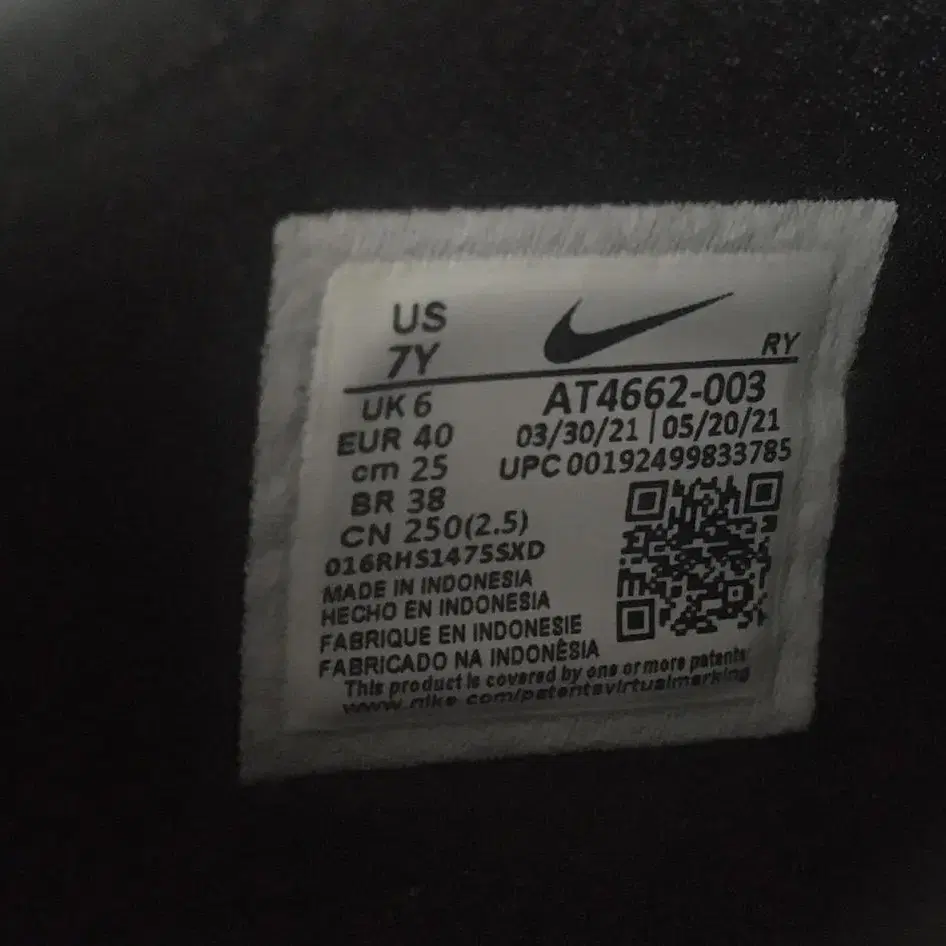 US
7Y
RY
UK 6
AT4662-003
EUR 40
03/30/21 | 05/20/21
cm 25
UPC 00192499833785
BR 38
CN 250(2.5)
016RHS1475SXD
MADE IN INDONESIA
HECHO EN INDONESIA
FABRIQUE EN INDONESIE
FABRICADO NA INDONÉSIA
This product is covered by one or more patents
www.nike.com/patentsvirtualmarking